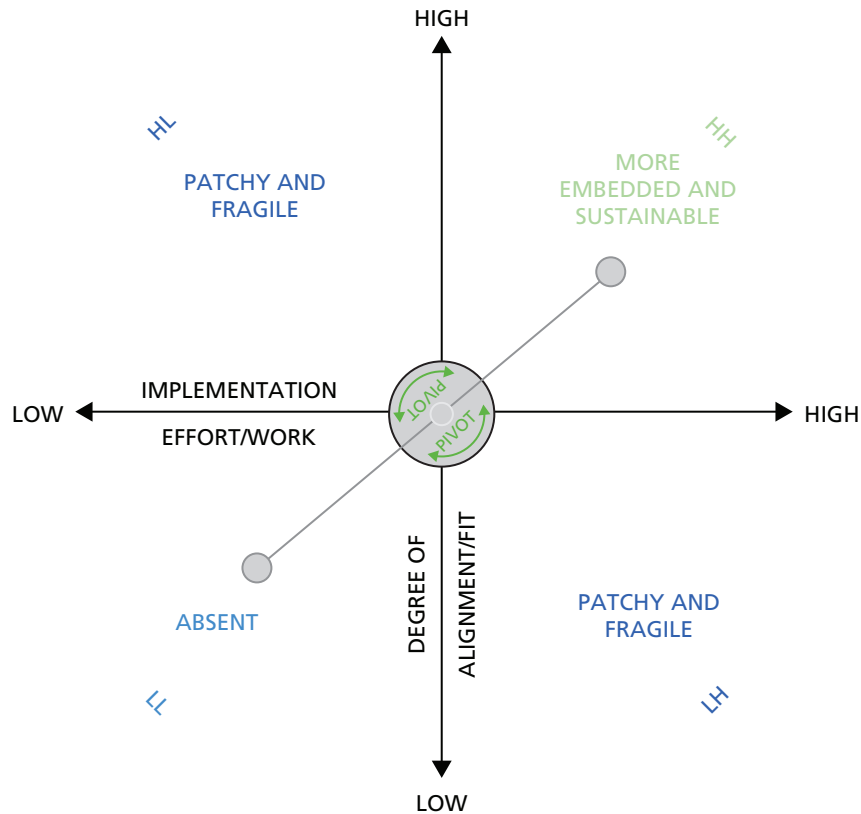 HIGH
HL
HH
PATCHY AND
FRAGILE
MORE
EMBEDDED AND
SUSTAINABLE
IMPLEMENTATION
EFFORT/WORK
LOW
HIGH
PIVOT
PIVOT
DEGREE OF
ALIGNMENT/FIT
ABSENT
LL
PATCHY AND
FRAGILE
LH
LOW